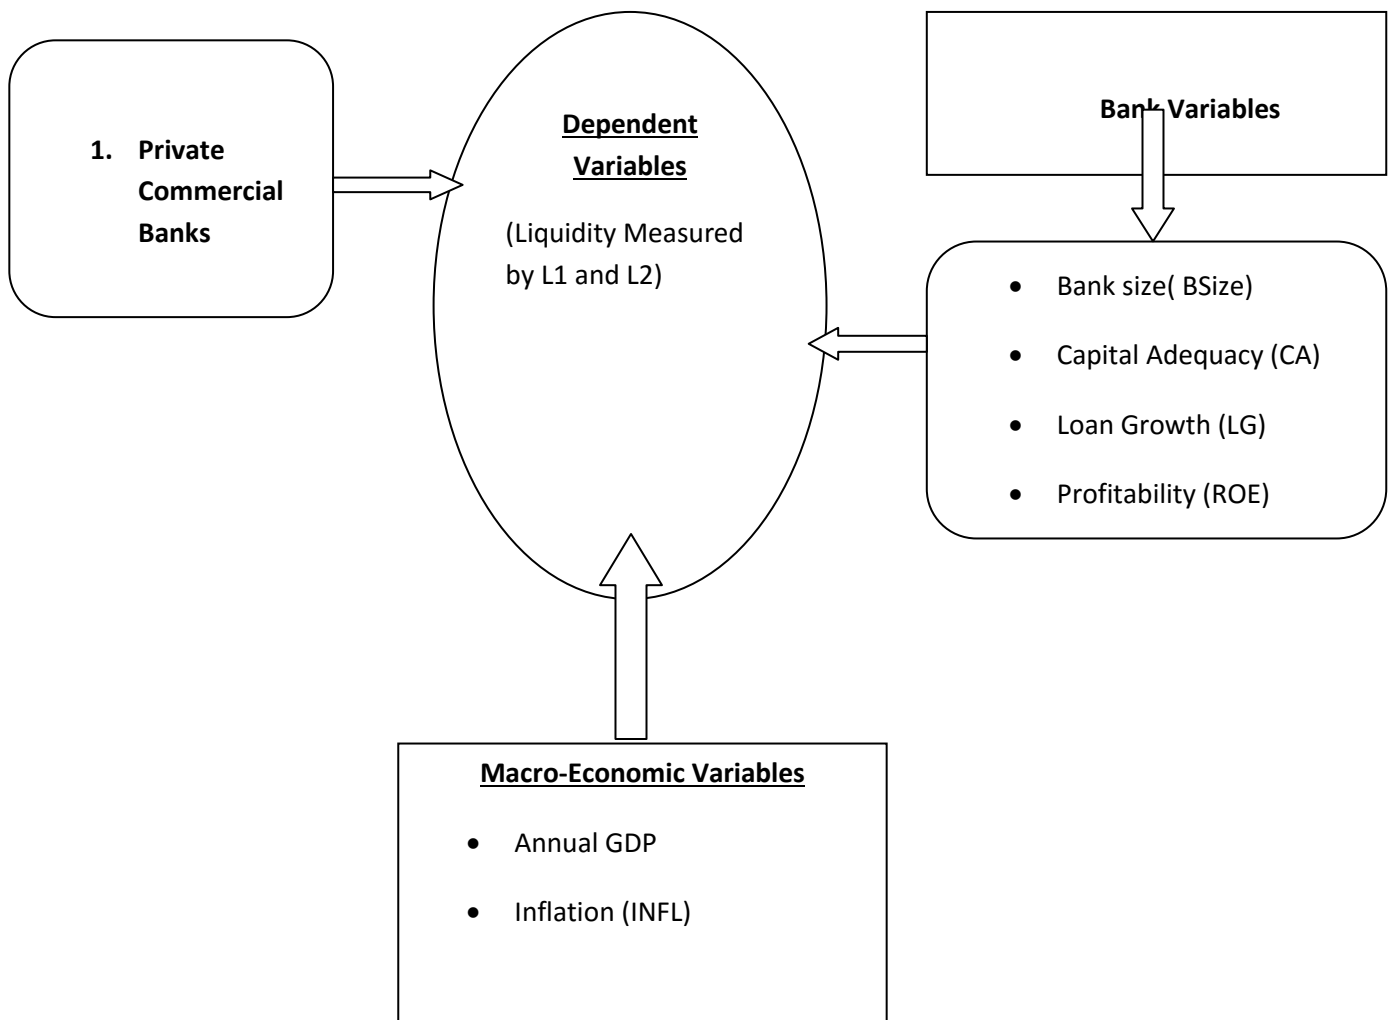 1. Private
Commercial
Banks
Dependent
Variables
(Liquidity Measured
by L1 and L2)
Bank Variables
• Bank size( BSize)
• Capital Adequacy (CA)
• Loan Growth (LG)
• Profitability (ROE)
Macro-Economic Variables
• Annual GDP
• Inflation (INFL)